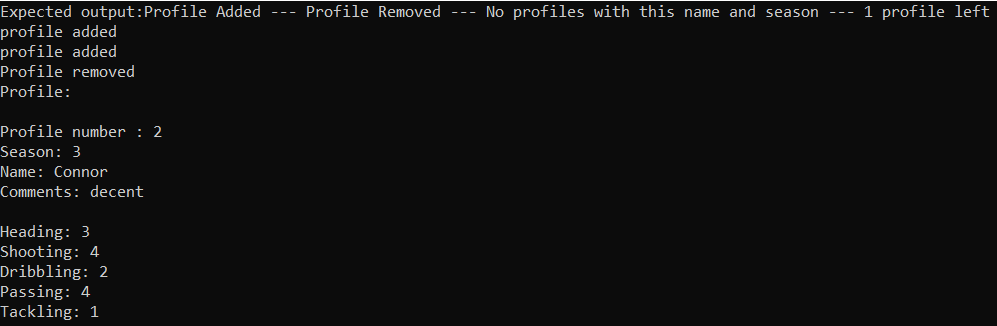 Expected output:Profile Added --- Profile Removed --- No profiles with this name and season --- 1 profile left
profile added
profile added
Profile removed
Profile:
Profile number : 2
Season: 3
Name: Connor
Comments: decent
Heading: 3
Shooting: 4
Dribbling: 2
Passing: 4
Tackling: 1